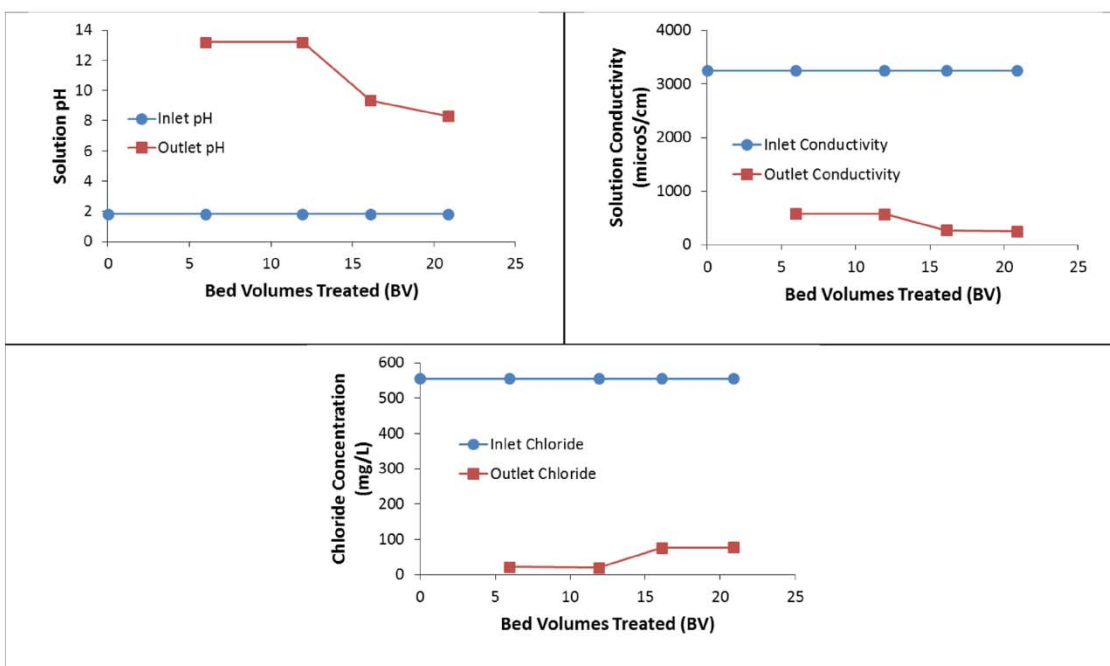 14
12
10
8
6
4
2
0
Solution pH
Inlet pH
Outlet pH
0 5 10 15 20 25
Bed Volumes Treated (BV)
4000
3000
2000
1000
0
Solution Conductivity
(microS/cm)
Inlet Conductivity
Outlet Conductivity
0 5 10 15 20 25
Bed Volumes Treated (BV)
600
500
400
300
200
100
0
Chloride Concentration
(mg/L)
Inlet Chloride
Outlet Chloride
0 5 10 15 20 25
Bed Volumes Treated (BV)